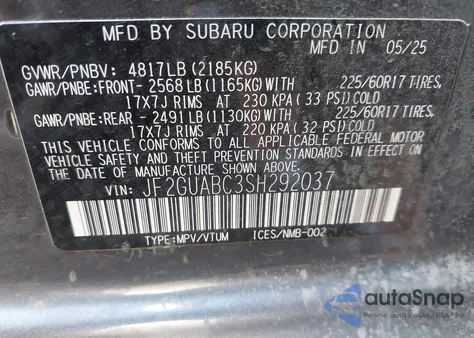 MFD BY SUBARU CORPORATION
MFD IN 05/25
GVWR/PNBV: 4817LB (2185KG)
GAWR/PNBE:FRONT- 2568LB (1165KG)WITH 225/60R17 TIRES,
17X7J RIMS AT 230 KPA (33 PSI)COLD
GAWR/PNBE:REAR - 2491LB (1130KG)WITH 225/60R17 TIRES,
17X7J RIMS AT 220 KPA (32 PSI)COLD
THIS VEHICLE CONFORMS TO ALL APPLICABLE FEDERAL MOTOR
VEHICLE SAFETY AND THEFT PREVENTION STANDARDS IN EFFECT ON
THE DATE OF MANUFACTURE SHOWN ABOVE.
VIN: JF2GUABC3SH292037
TYPE:MPV/VTUM ICES/NMB-002
autoSnap